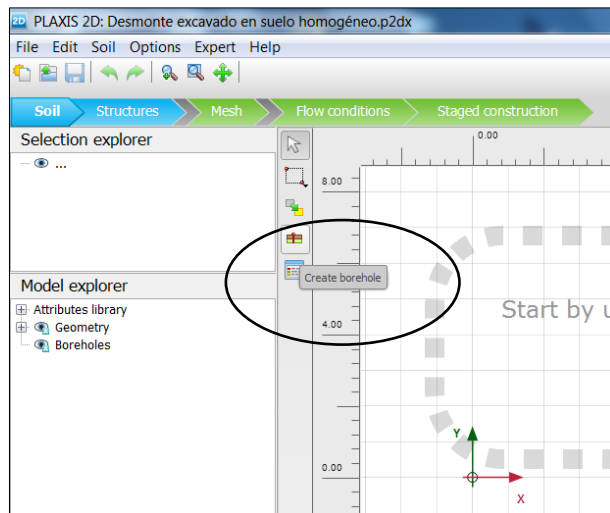 2D PLAXIS 2D: Desmonte excavado en suelo homogéneo.p2dx
File Edit Soil Options Expert Help
Soil Structures Mesh Flow conditions Staged construction
Selection explorer
...
Model explorer
Attributes library
Geometry
Boreholes
Create borehole
0.00
8.00
4.00
0.00
Start by u
Y
X